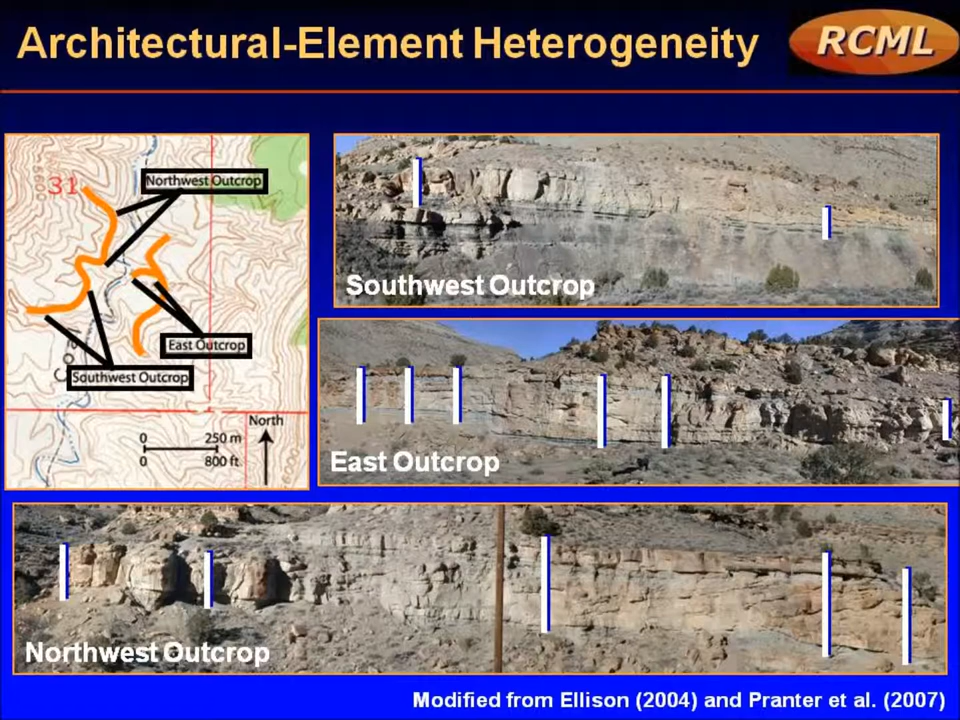 Architectural-Element Heterogeneity
RCML
31
Northwest Outcrop
East Outcrop
Southwest Outcrop
North
0 250 m
0 800 ft
Southwest Outcrop
East Outcrop
Northwest Outcrop
Modified from Ellison (2004) and Pranter et al. (2007)